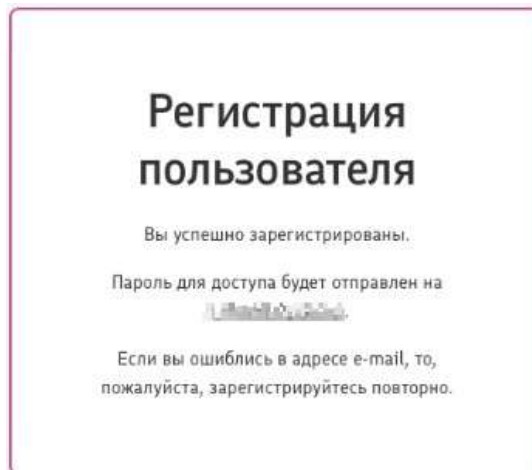 Регистрация
пользователя
Вы успешно зарегистрированы.
Пароль для доступа будет отправлен на
.
Если вы ошиблись в адресе e-mail, то,
пожалуйста, зарегистрируйтесь повторно.